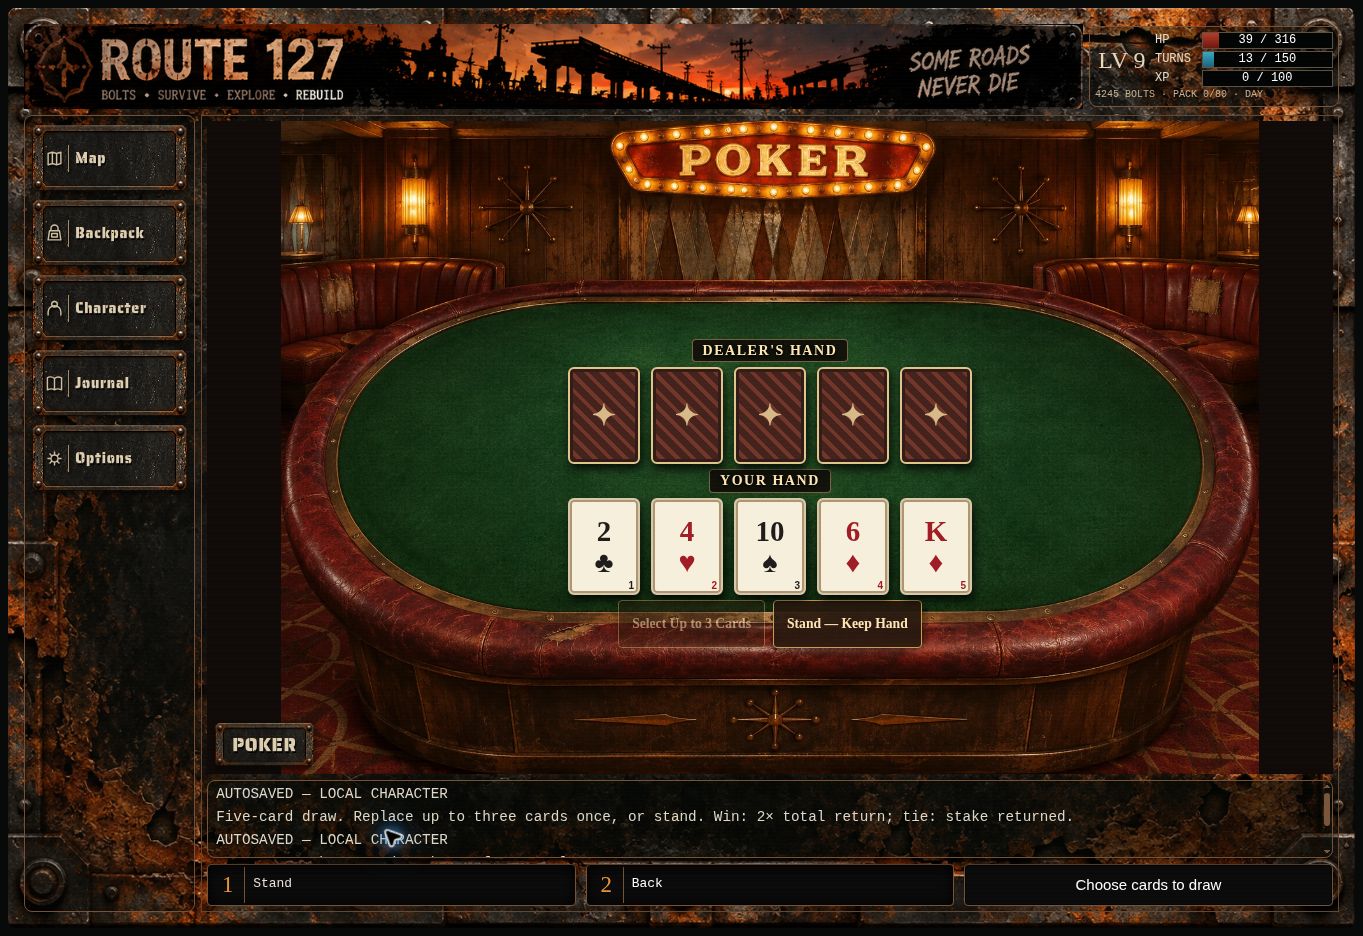 ROUTE 127
BOLTS • SURVIVE • EXPLORE • REBUILD
SOME ROADS
NEVER DIE
LV 9
HP
39 / 316
TURNS
13 / 150
XP
0 / 100
4245 BOLTS · PACK 0/80 · DAY
Map
Backpack
Character
Journal
Options
POKER
DEALER'S HAND
YOUR HAND
2 ♣ 1
4 ♥ 2
10 ♠ 3
6 ♦ 4
K ♦ 5
Select Up to 3 Cards
Stand — Keep Hand
POKER
AUTOSAVED — LOCAL CHARACTER
Five-card draw. Replace up to three cards once, or stand. Win: 2× total return; tie: stake returned.
AUTOSAVED — LOCAL CHARACTER
1 Stand
2 Back
Choose cards to draw